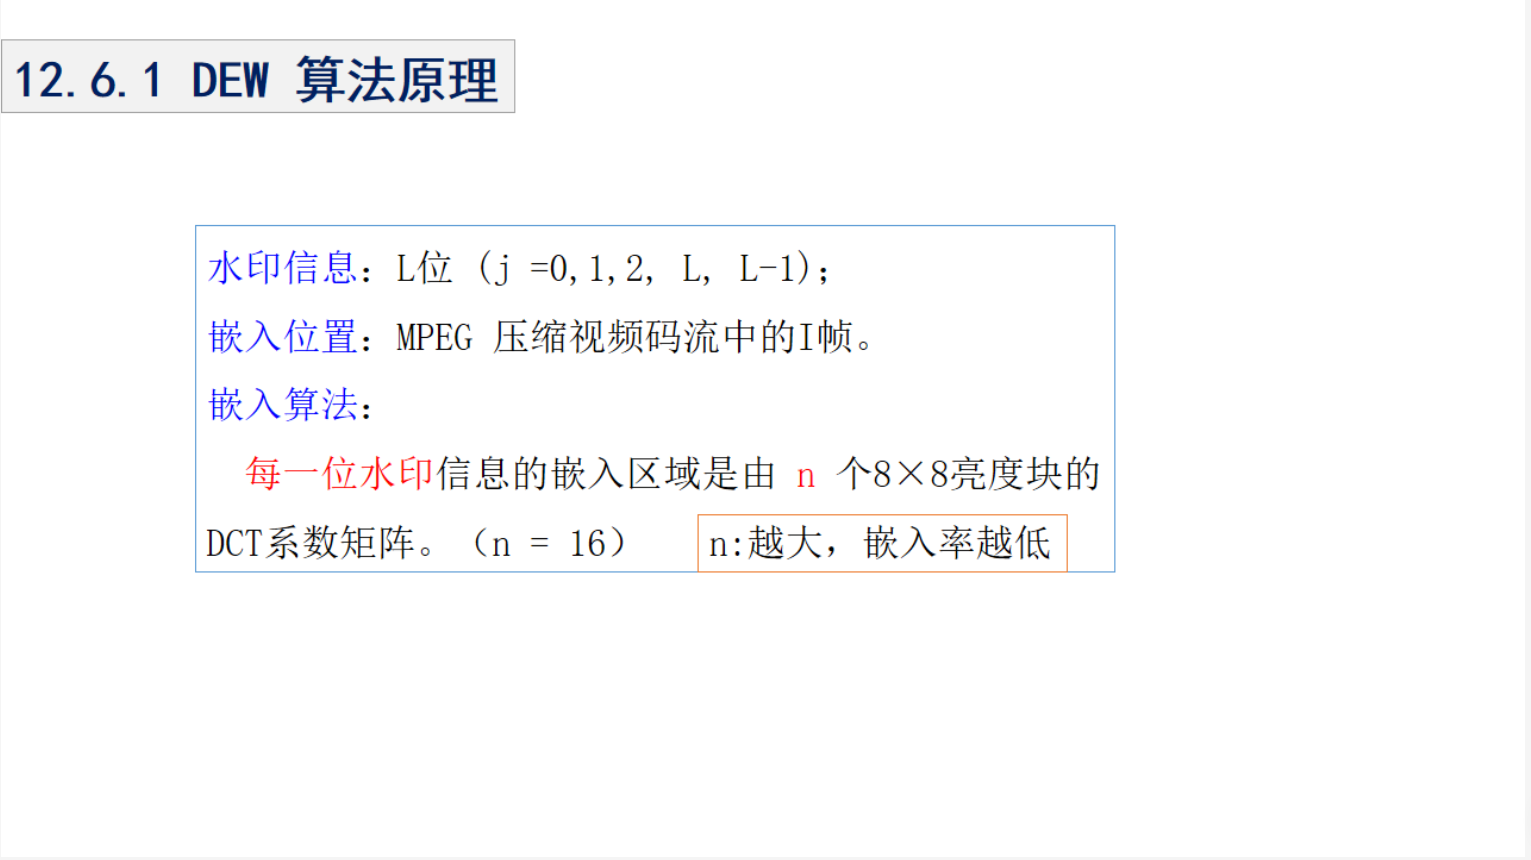 12.6.1 DEW 算法原理
水印信息：L位 (j =0,1,2, L, L-1)；
嵌入位置：MPEG 压缩视频码流中的I帧。
嵌入算法：
每一位水印信息的嵌入区域是由 n 个8×8亮度块的
DCT系数矩阵。（n = 16）
n:越大，嵌入率越低